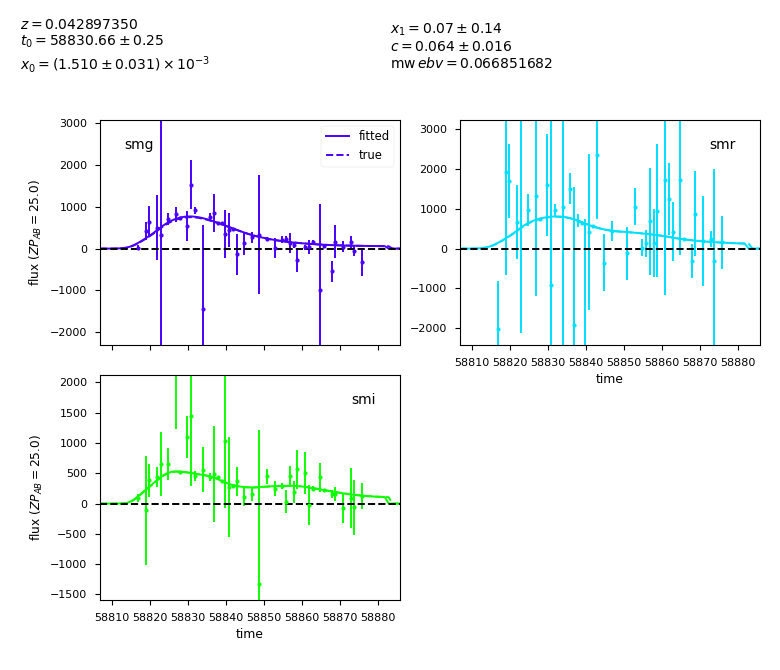 z = 0.042897350
t₀ = 58830.66 ± 0.25
x₀ = (1.510 ± 0.031) × 10⁻³
x₁ = 0.07 ± 0.14
c = 0.064 ± 0.016
mw ebv = 0.066851682
smg
fitted
true
3000
2000
1000
0
−1000
−2000
flux (ZP_AB = 25.0)
smr
3000
2000
1000
0
−1000
−2000
58810 58820 58830 58840 58850 58860 58870 58880
time
smi
2000
1500
1000
500
0
−500
−1000
−1500
flux (ZP_AB = 25.0)
58810 58820 58830 58840 58850 58860 58870 58880
time